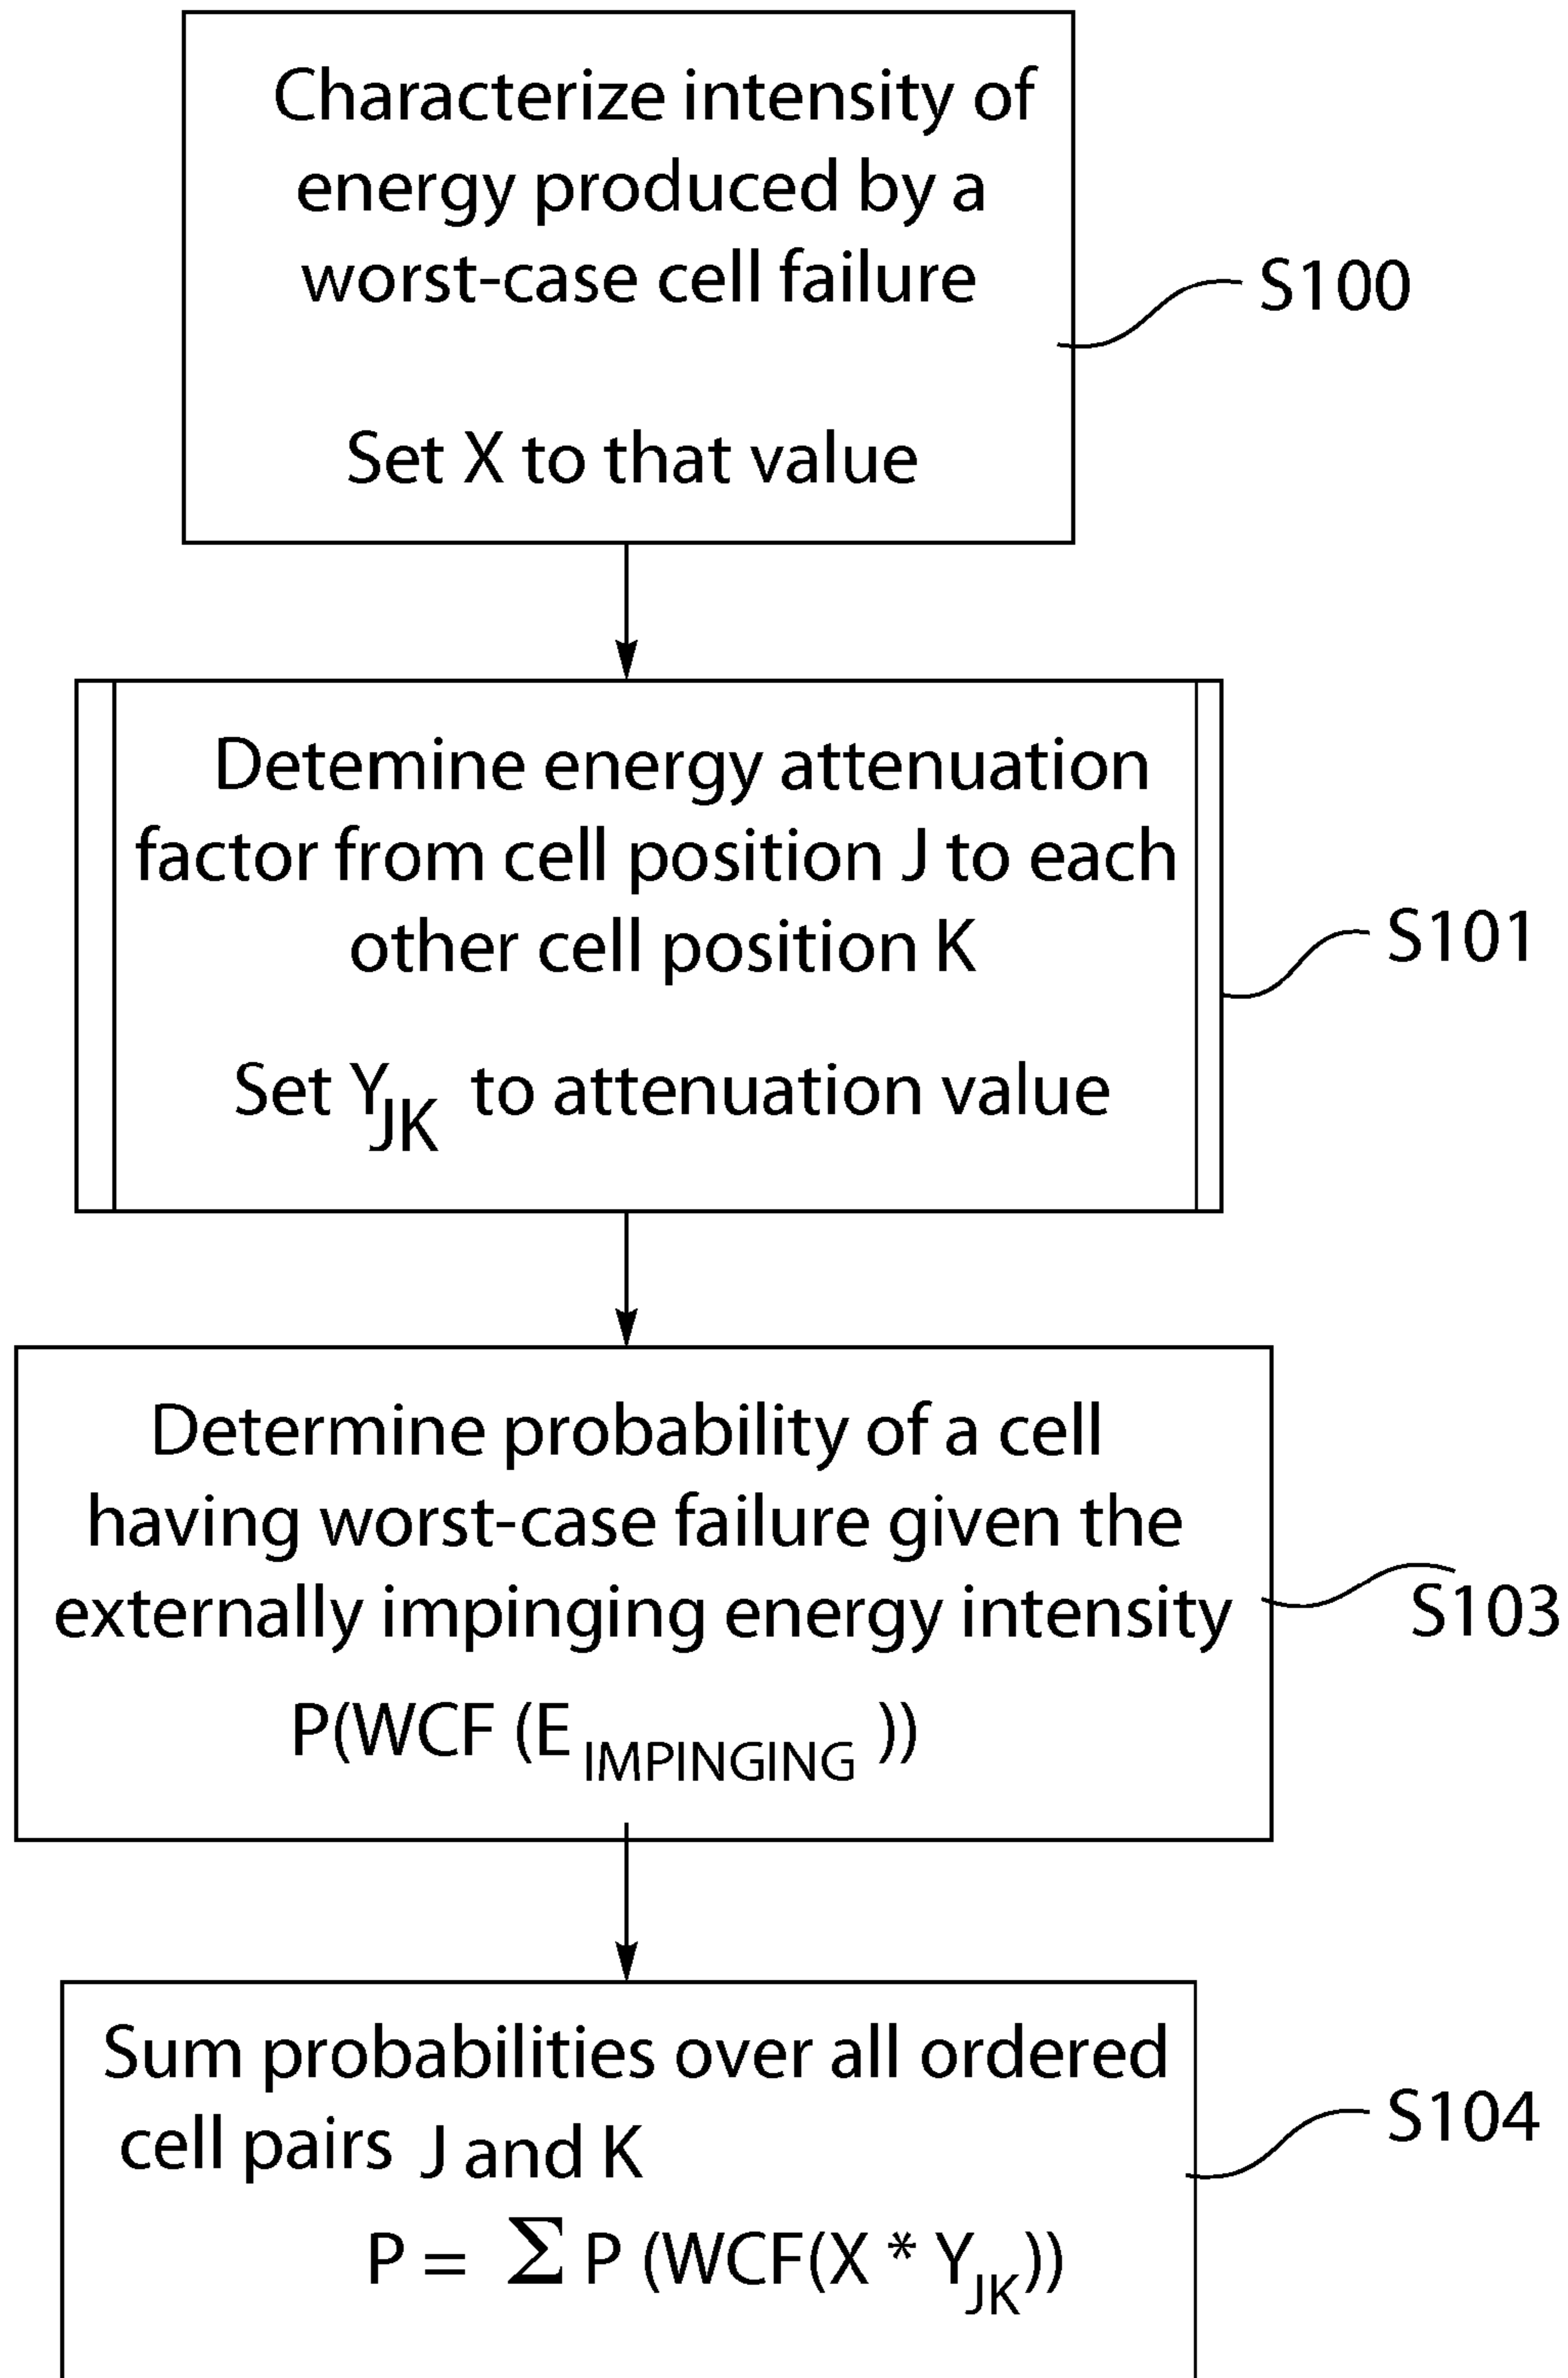 Characterize intensity of
energy produced by a
worst-case cell failure
Set X to that value
S100
Detemine energy attenuation
factor from cell position J to each
other cell position K
Set Y JK to attenuation value
S101
Determine probability of a cell
having worst-case failure given the
externally impinging energy intensity
P(WCF (E IMPINGING ))
S103
Sum probabilities over all ordered
cell pairs J and K
P = Σ P (WCF(X * Y JK))
S104